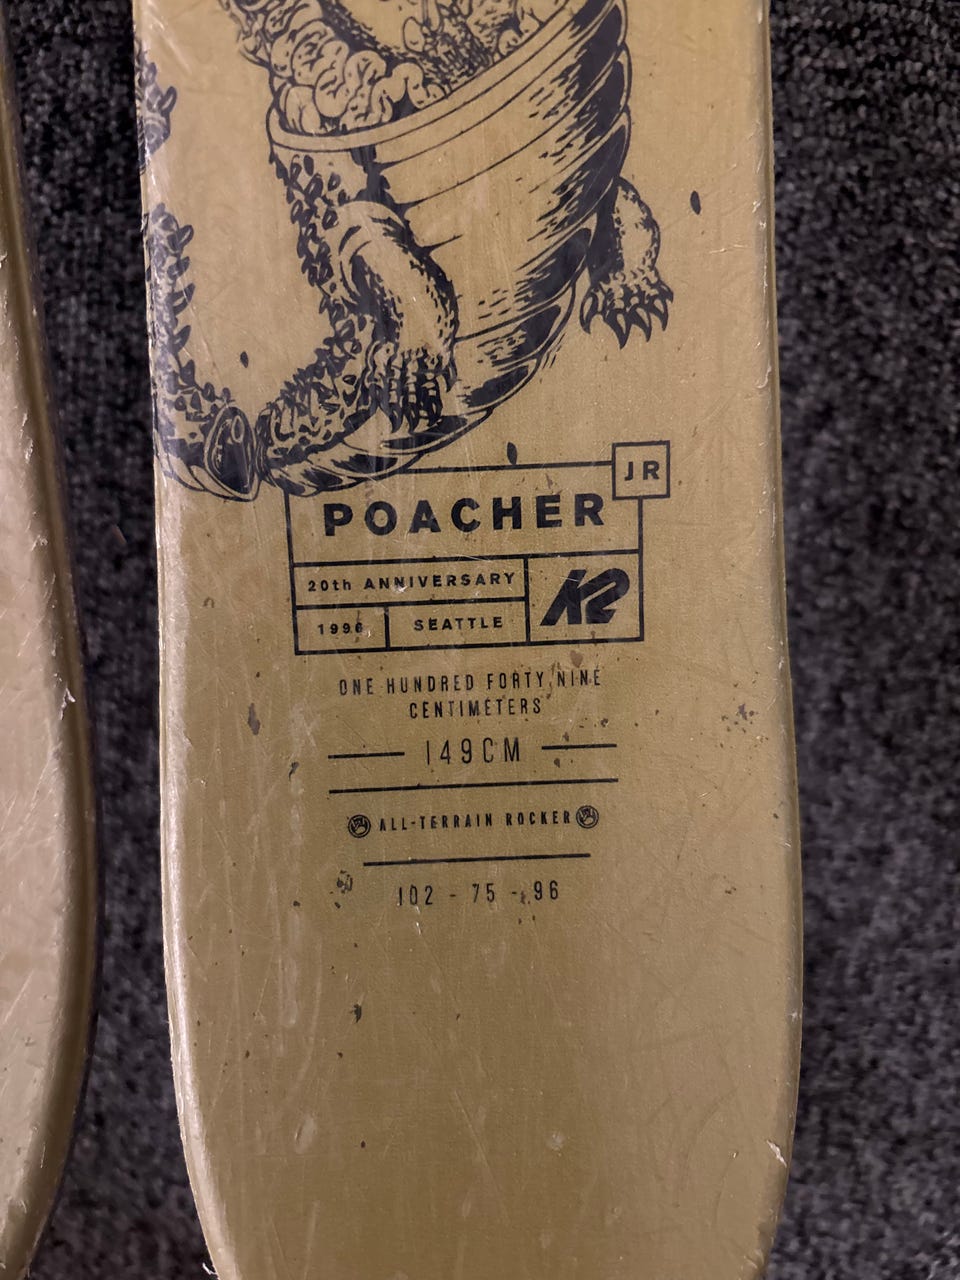 JR
POACHER
20th ANNIVERSARY
K2
1996
SEATTLE
ONE HUNDRED FORTY NINE
CENTIMETERS
149CM
ALL-TERRAIN ROCKER
102 - 75 - 96